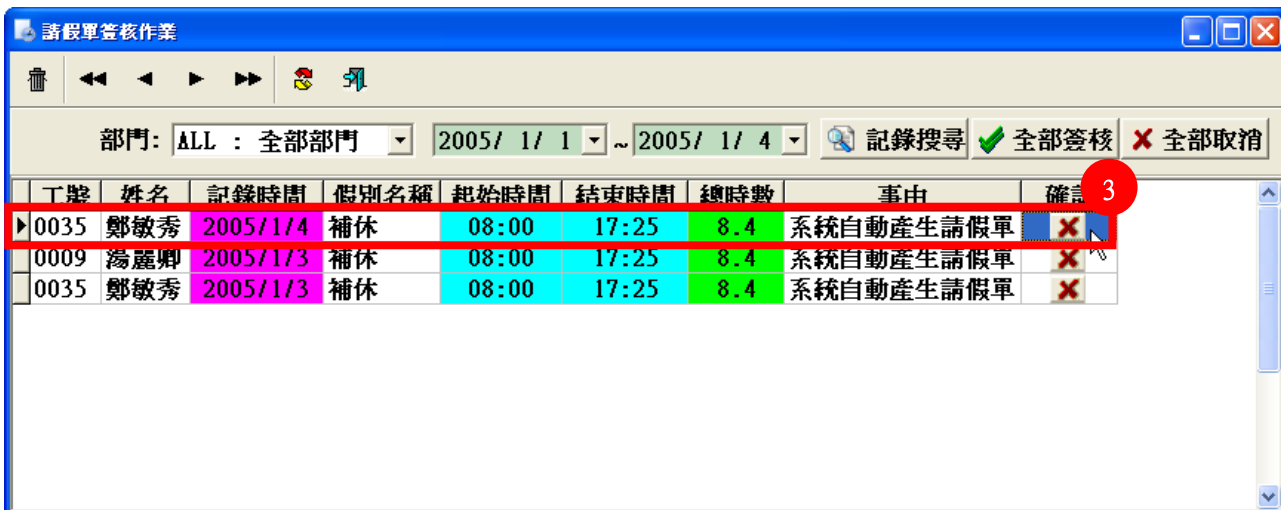 請假單簽核作業
部門: ALL : 全部部門 2005/ 1/ 1 ~ 2005/ 1/ 4 記錄搜尋 全部簽核 全部取消
姓名 記錄時間 假別名稱 起始時間 結束時間 總時數 事由 3
0035 鄭敏秀 2005/1/4 補休 08:00 17:25 8.4 系統自動產生請假單
0009 湯麗卿 2005/1/3 補休 08:00 17:25 8.4 系統自動產生請假單
0035 鄭敏秀 2005/1/3 補休 08:00 17:25 8.4 系統自動產生請假單